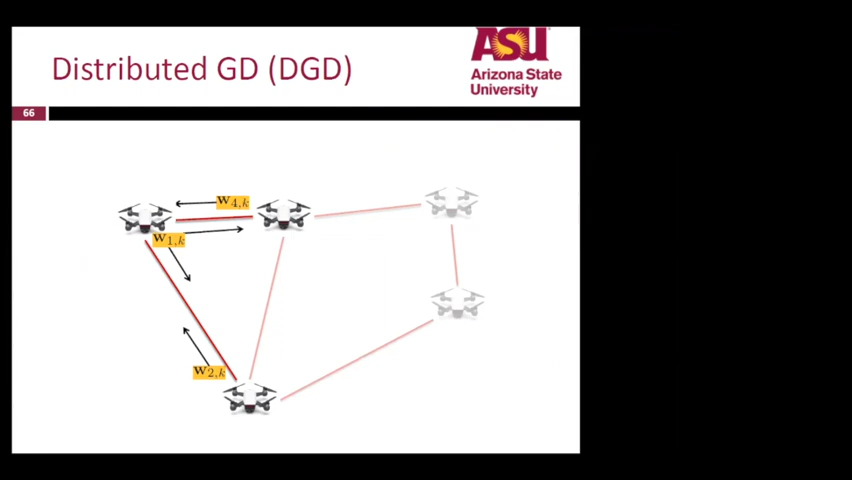 Distributed GD (DGD)
ASU
Arizona State
University
66
w4,k
w1,k
w2,k